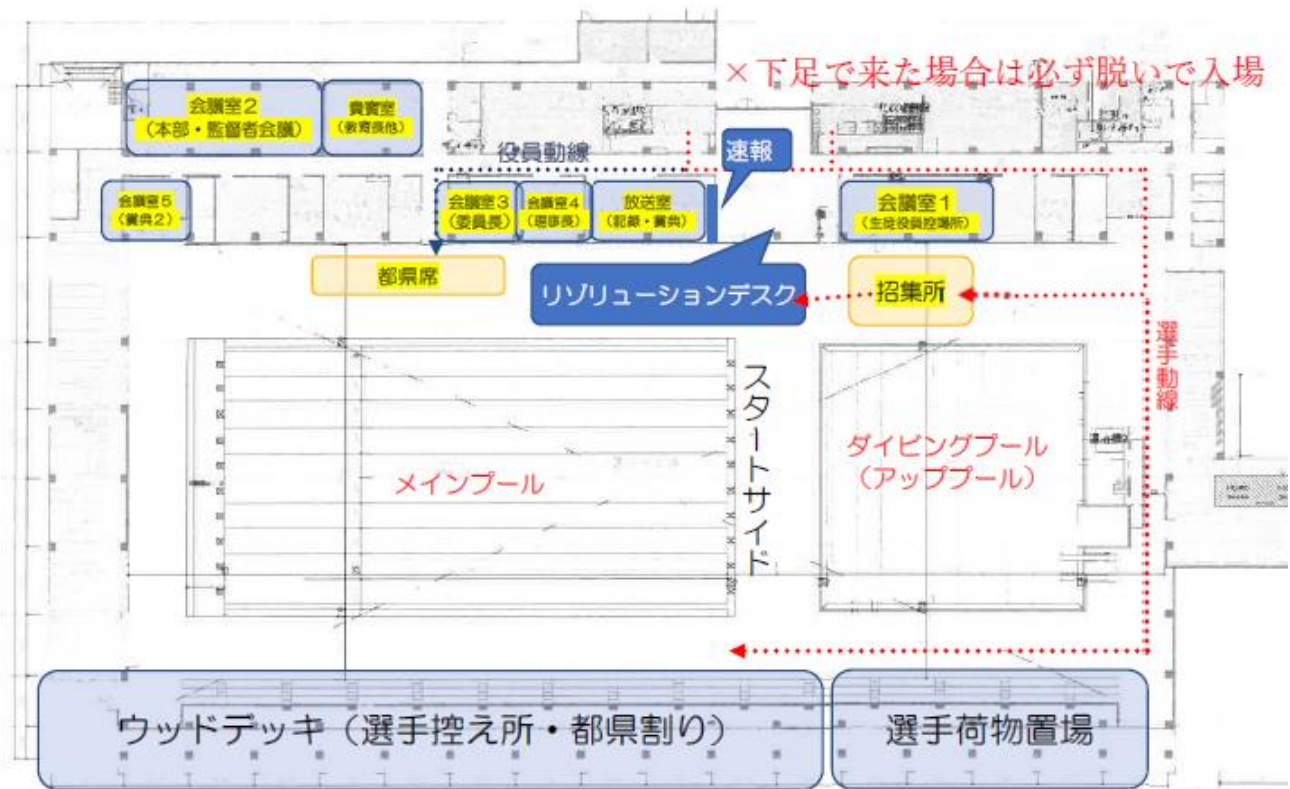 ×下足で来た場合は必ず脱いで入場
会議室2
(本部・監督者会議)
貴賓室
(教育長他)
役員動線
速報
会議室5
(賞典2)
会議室3
(委員長)
会議室4
(理事長)
放送室
(記録・賞典)
会議室1
(生徒役員控場所)
都県席
リゾリューションデスク
招集所
選手動線
スタートサイド
メインプール
ダイビングプール
(アッププール)
ウッドデッキ(選手控え所・都県割り)
選手荷物置場